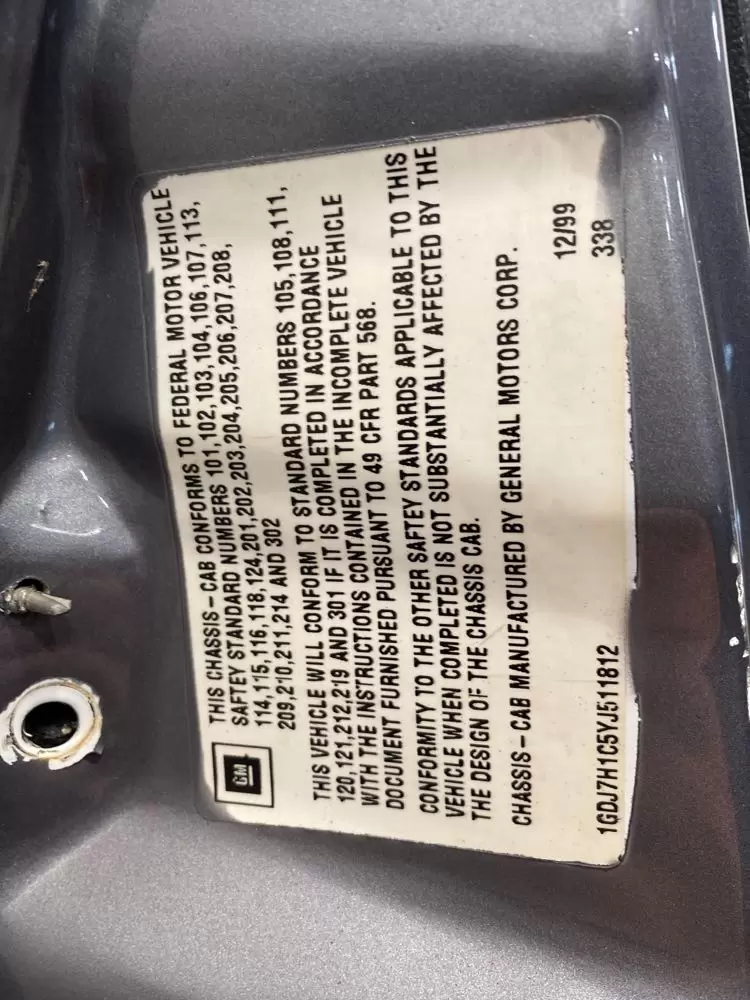 GM
THIS CHASSIS-CAB CONFORMS TO FEDERAL MOTOR VEHICLE
SAFTEY STANDARD NUMBERS 101,102,103,104,106,107,113,
114,115,116,118,124,201,202,203,204,205,206,207,208,
209,210,211,214 AND 302
THIS VEHICLE WILL CONFORM TO STANDARD NUMBERS 105,108,111,
120,121,212,219 AND 301 IF IT IS COMPLETED IN ACCORDANCE
WITH THE INSTRUCTIONS CONTAINED IN THE INCOMPLETE VEHICLE
DOCUMENT FURNISHED PURSUANT TO 49 CFR PART 568.
CONFORMITY TO THE OTHER SAFTEY STANDARDS APPLICABLE TO THIS
VEHICLE WHEN COMPLETED IS NOT SUBSTANTIALLY AFFECTED BY THE
THE DESIGN OF THE CHASSIS CAB.
CHASSIS-CAB MANUFACTURED BY GENERAL MOTORS CORP.
12/99
1GDJ7H1C5YJ511812 338